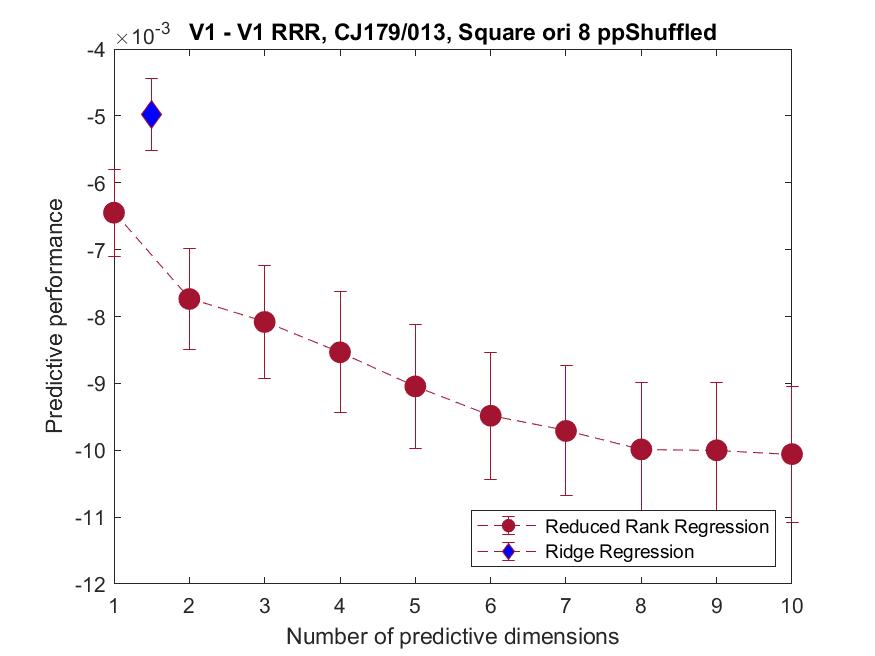 ×10⁻³
V1 - V1 RRR, CJ179/013, Square ori 8 ppShuffled
-4
-5
-6
-7
-8
-9
-10
-11
-12
Predictive performance
Reduced Rank Regression
Ridge Regression
1 2 3 4 5 6 7 8 9 10
Number of predictive dimensions